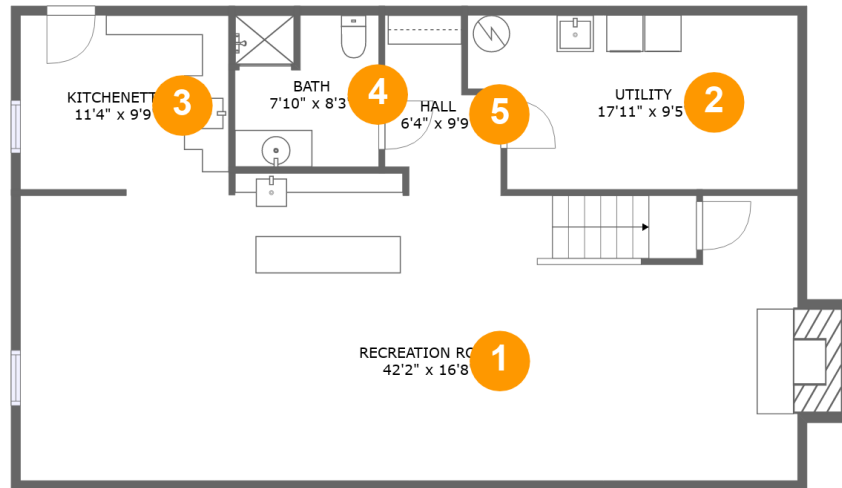 KITCHENETT
11'4" x 9'9
3
BATH
7'10" x 8'3
4
HALL
6'4" x 9'9
5
UTILITY
17'11" x 9'5
2
RECREATION RO
42'2" x 16'8
1